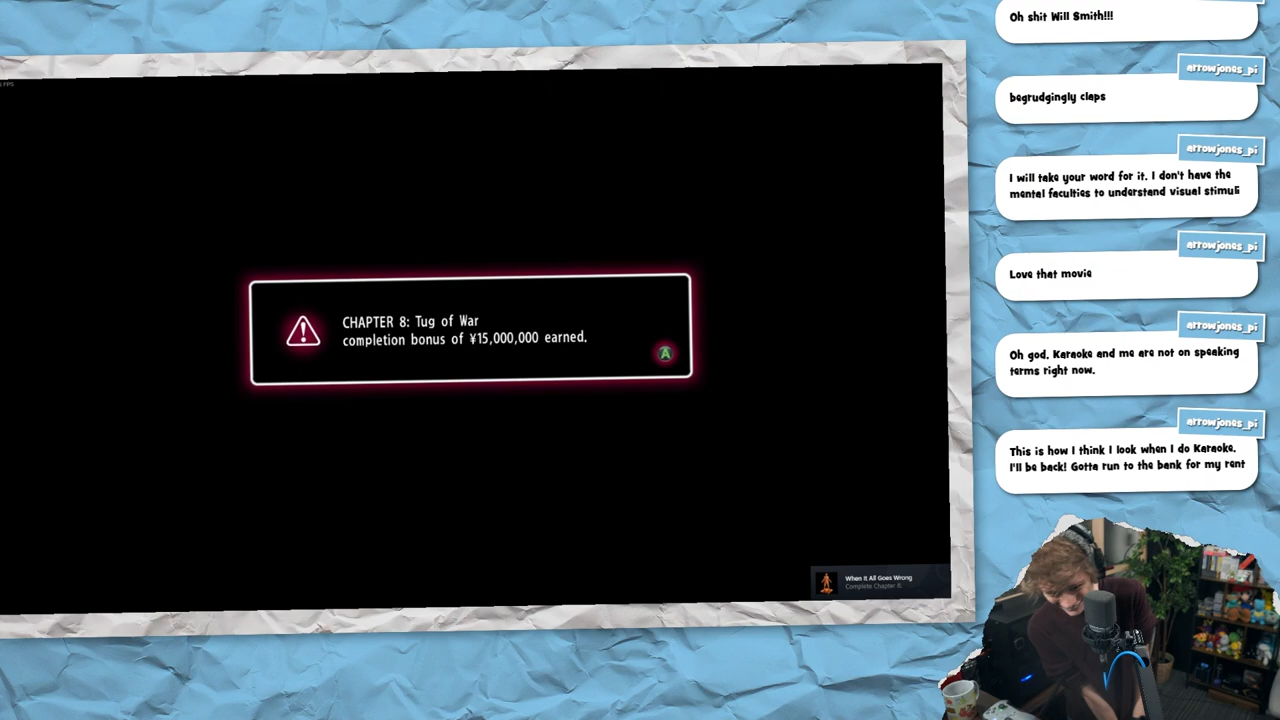 FPS
CHAPTER 8: Tug of War
completion bonus of ¥15,000,000 earned.
A
When It All Goes Wrong
Complete Chapter 8.
Oh shit Will Smith!!!
arrowjones_pi
begrudgingly claps
arrowjones_pi
I will take your word for it. I don't have the
mental faculties to understand visual stimuli
arrowjones_pi
Love that movie
arrowjones_pi
Oh god. Karaoke and me are not on speaking
terms right now.
arrowjones_pi
This is how I think I look when I do Karaoke.
I'll be back! Gotta run to the bank for my rent